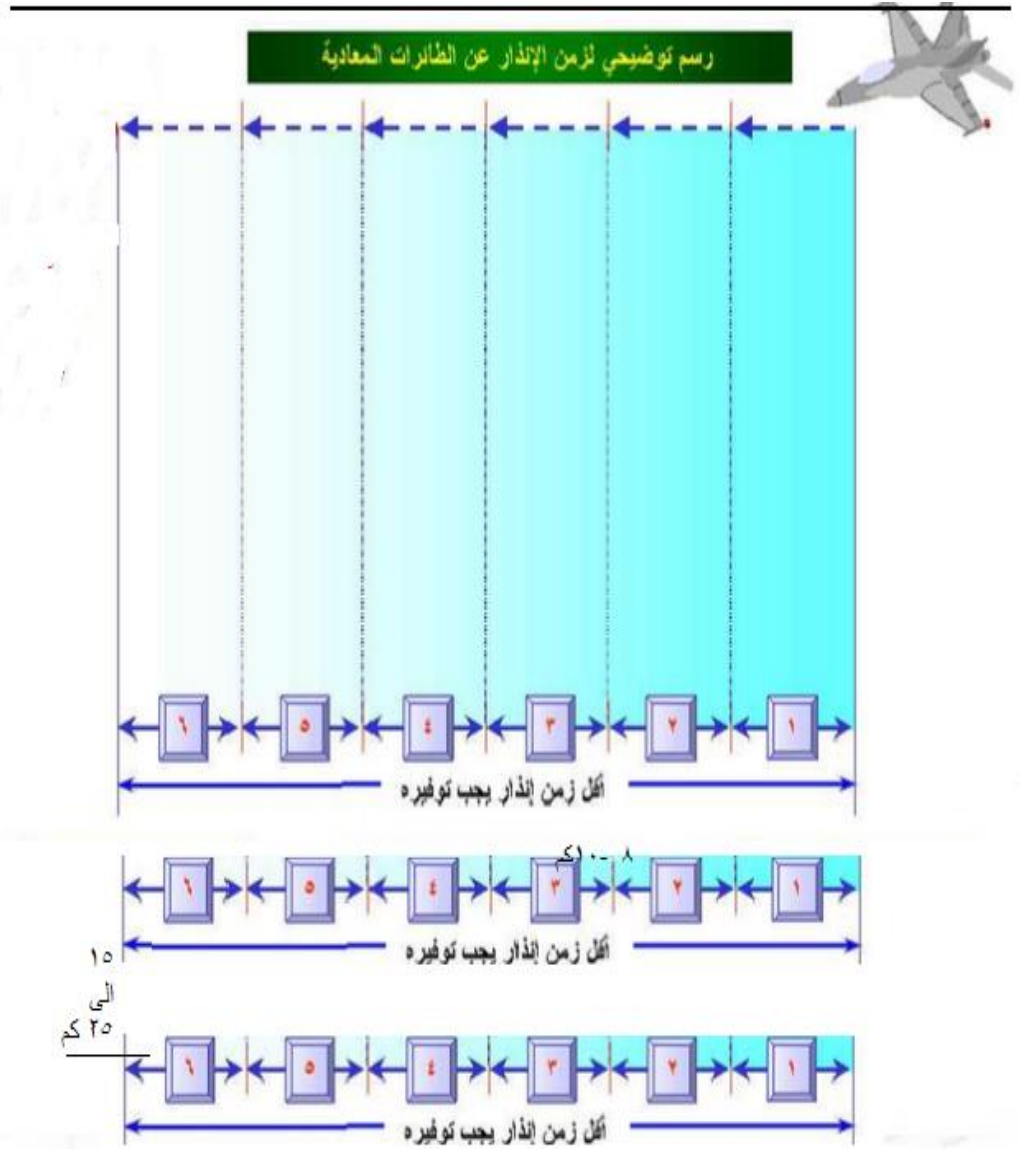 رسم توضيحي لزمن الإنذار عن الطائرات المعادية
١ ٢ ٣ ٤ ٥ ٦
أقل زمن إنذار يجب توفيره
٨ -١٠كم
١ ٢ ٣ ٤ ٥ ٦
أقل زمن إنذار يجب توفيره
١٥
الى
٢٥ كم
١ ٢ ٣ ٤ ٥ ٦
أقل زمن إنذار يجب توفيره